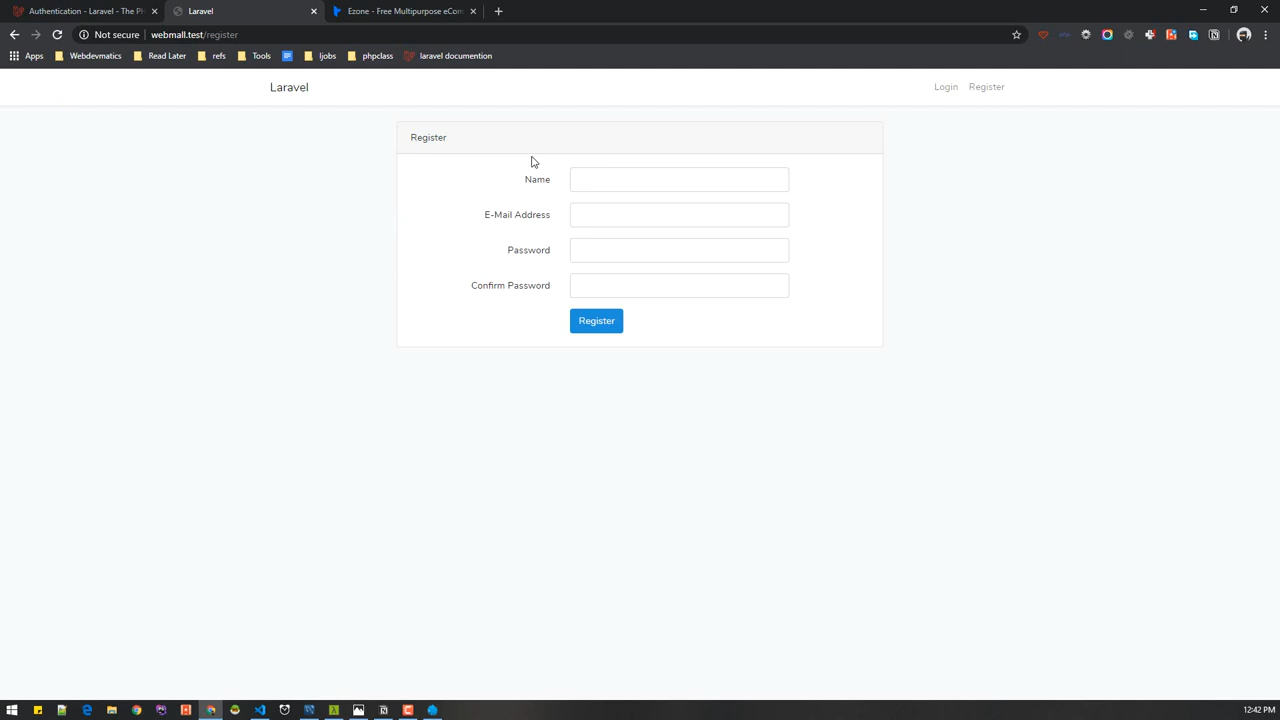 Authentication - Laravel - The PH
Laravel
Ezone - Free Multipurpose eCom
Not secure
webmall.test/register
Apps
Webdevmatics
Read Later
refs
Tools
ljobs
phpclass
laravel documention
Laravel
Login
Register
Register
Name
E-Mail Address
Password
Confirm Password
Register
12:42 PM